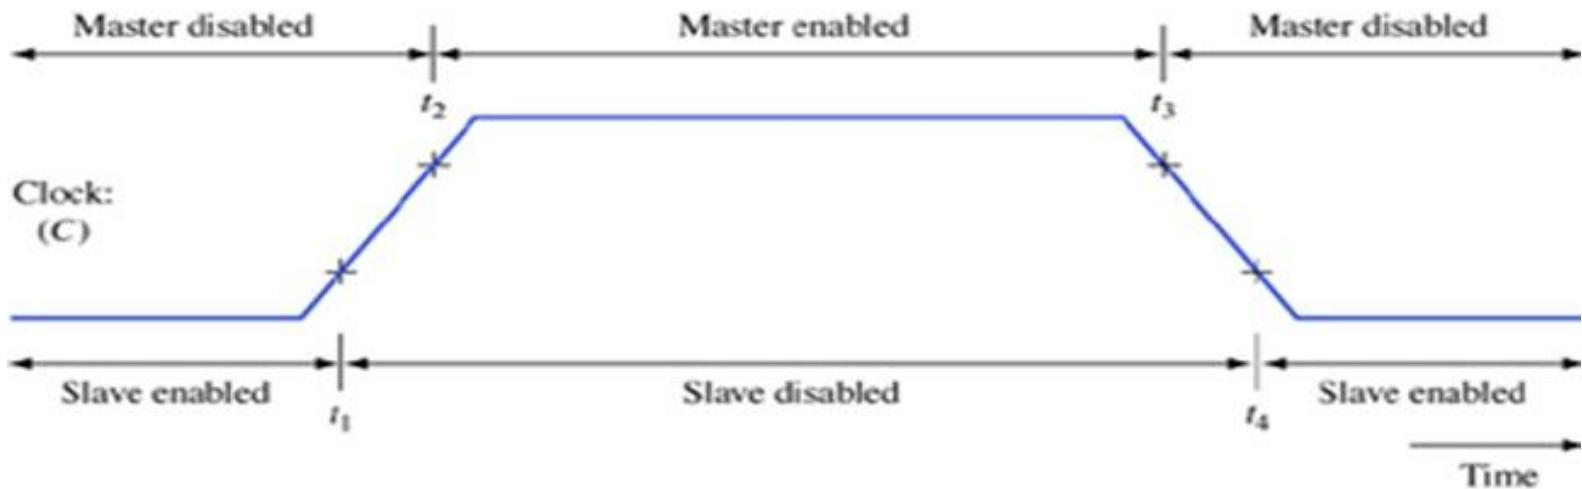 Master disabled
Master enabled
Master disabled
t2
t3
Clock:
(C)
Slave enabled
Slave disabled
Slave enabled
t1
t4
Time